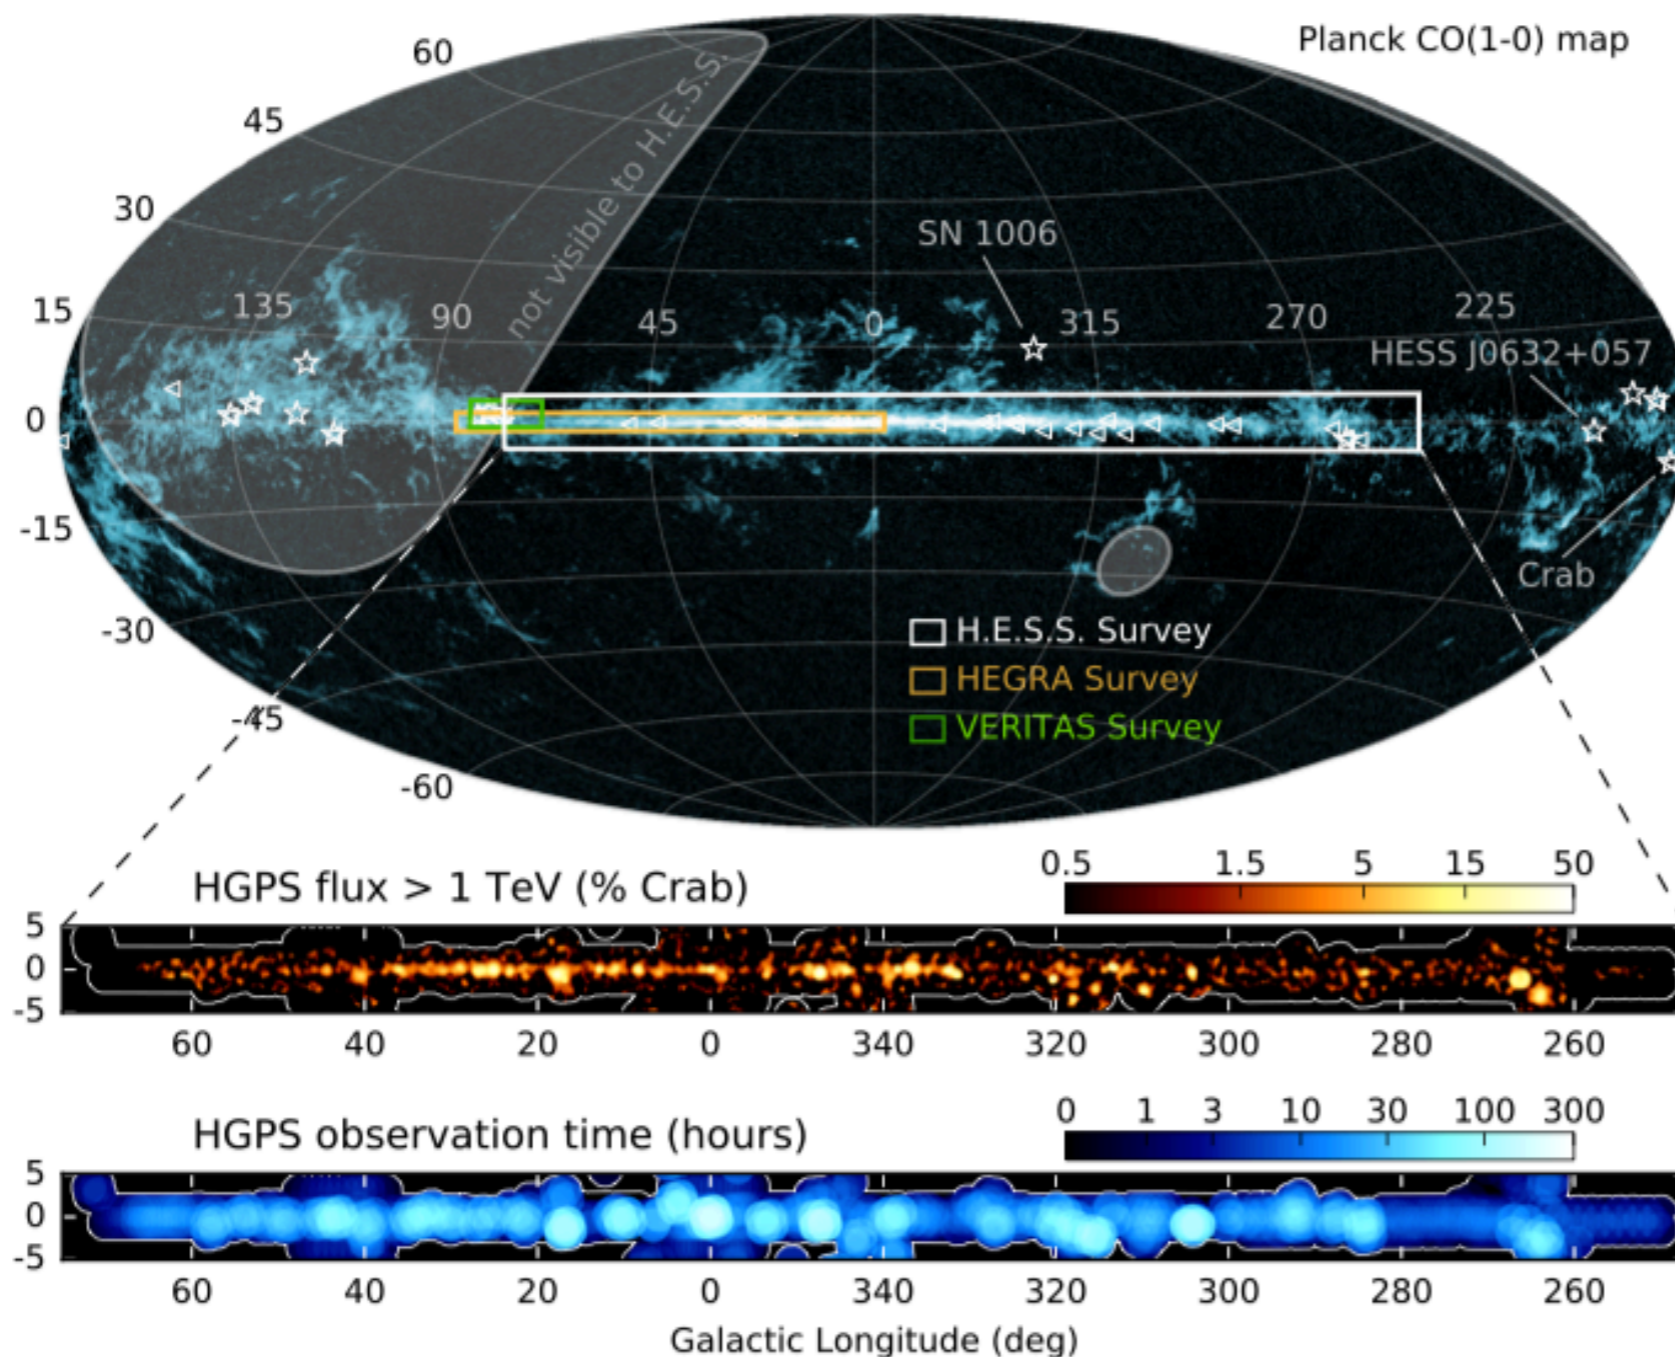 Planck CO(1-0) map
60
45
30
15
0
-15
-30
-45
-60
not visible to H.E.S.S.
135
90
45
0
315
270
225
SN 1006
HESS J0632+057
Crab
H.E.S.S. Survey
HEGRA Survey
VERITAS Survey
HGPS flux > 1 TeV (% Crab)
0.5 1.5 5 15 50
5
0
-5
60 40 20 0 340 320 300 280 260
HGPS observation time (hours)
0 1 3 10 30 100 300
5
0
-5
60 40 20 0 340 320 300 280 260
Galactic Longitude (deg)